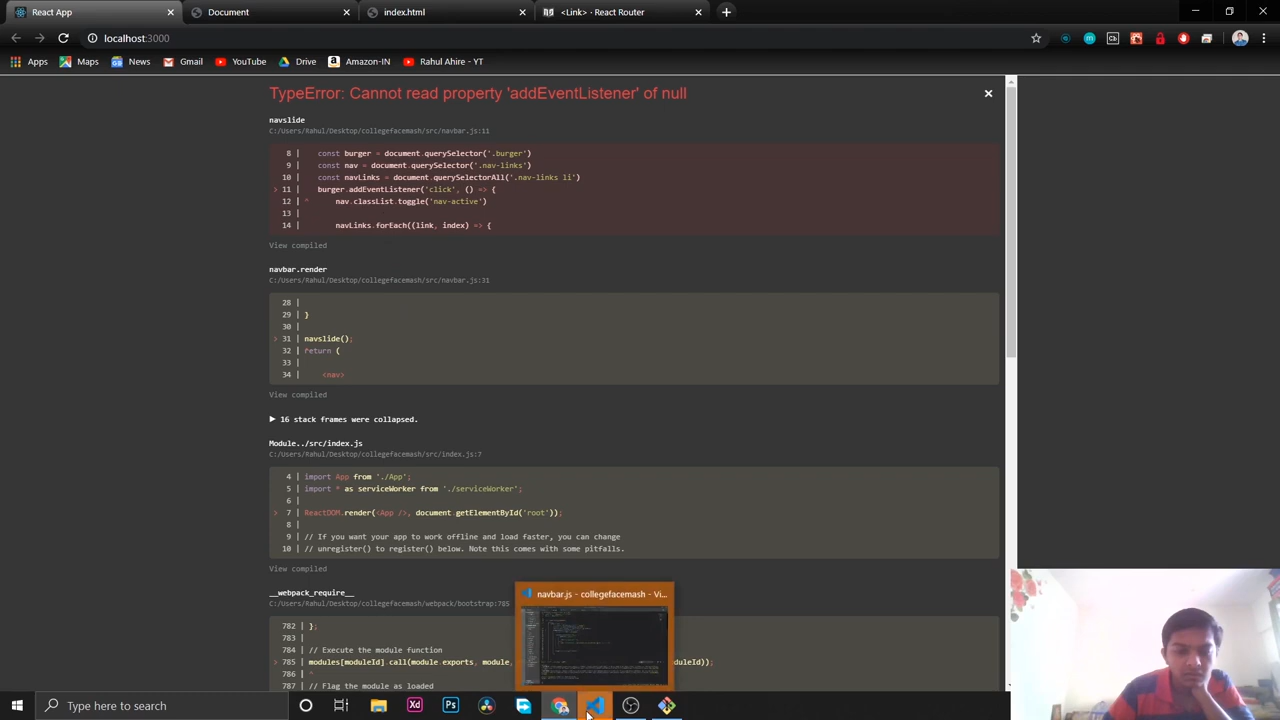 React App
Document
index.html
<Link> - React Router
localhost:3000
Apps
Maps
News
Gmail
YouTube
Drive
Amazon-IN
Rahul Ahire - YT
TypeError: Cannot read property 'addEventListener' of null
navslide
C:/Users/Rahul/Desktop/collegefacemash/src/navbar.js:11
8 | const burger = document.querySelector('.burger')
9 | const nav = document.querySelector('.nav-links')
10 | const navLinks = document.querySelectorAll('.nav-links li')
> 11 | burger.addEventListener('click', () => {
12 | ^ nav.classList.toggle('nav-active')
13 |
14 | navLinks.forEach((link, index) => {
View compiled
navbar.render
C:/Users/Rahul/Desktop/collegefacemash/src/navbar.js:31
28 |
29 | }
30 |
> 31 | navslide();
32 | return (
33 |
34 | <nav>
View compiled
▶ 16 stack frames were collapsed.
Module../src/index.js
C:/Users/Rahul/Desktop/collegefacemash/src/index.js:7
4 | import App from './App';
5 | import * as serviceWorker from './serviceWorker';
6 |
> 7 | ReactDOM.render(<App />, document.getElementById('root'));
8 |
9 | // If you want your app to work offline and load faster, you can change
10 | // unregister() to register() below. Note this comes with some pitfalls.
View compiled
__webpack_require__
C:/Users/Rahul/Desktop/collegefacemash/webpack/bootstrap:785
navbar.js - collegefacemash - Vi...
782 | };
783 |
784 | // Execute the module function
> 785 | modules[moduleId].call(module.exports, module, duleId));
786 | ^
787 | // Flag the module as loaded
Type here to search
Xd
Ps